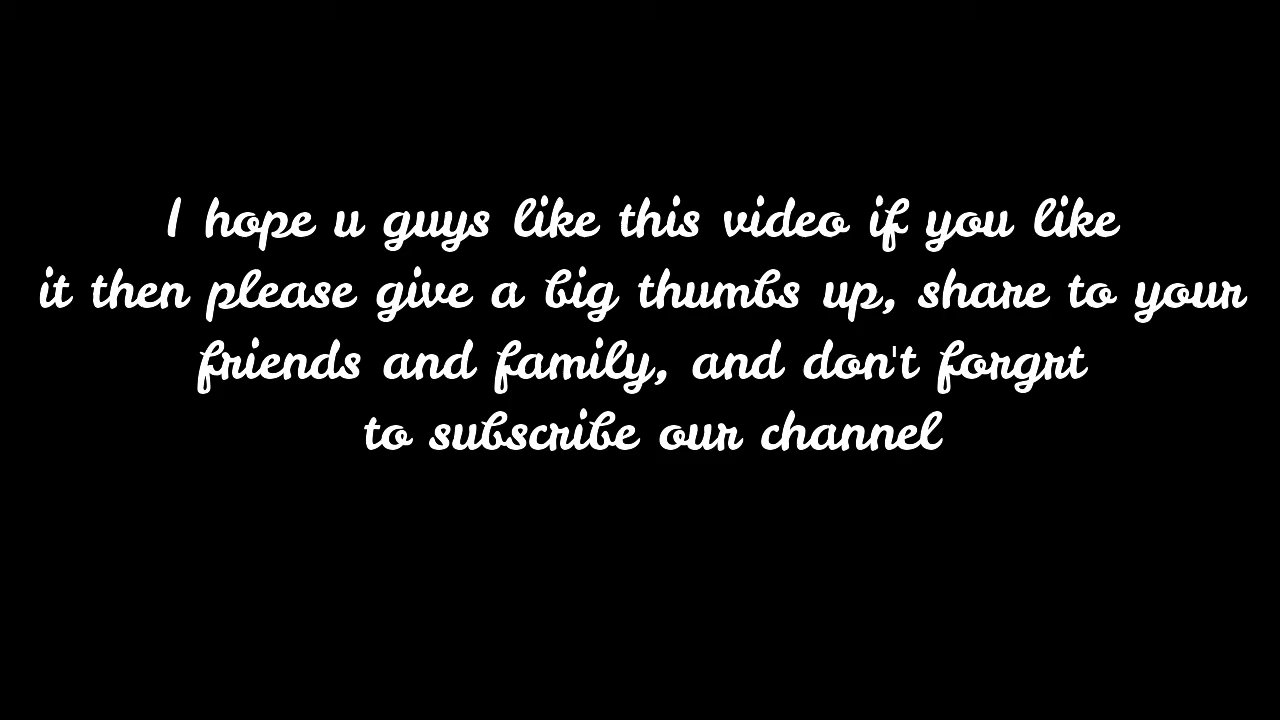 I hope u guys like this video if you like
it then please give a big thumbs up, share to your
friends and family, and don't forgrt
to subscribe our channel